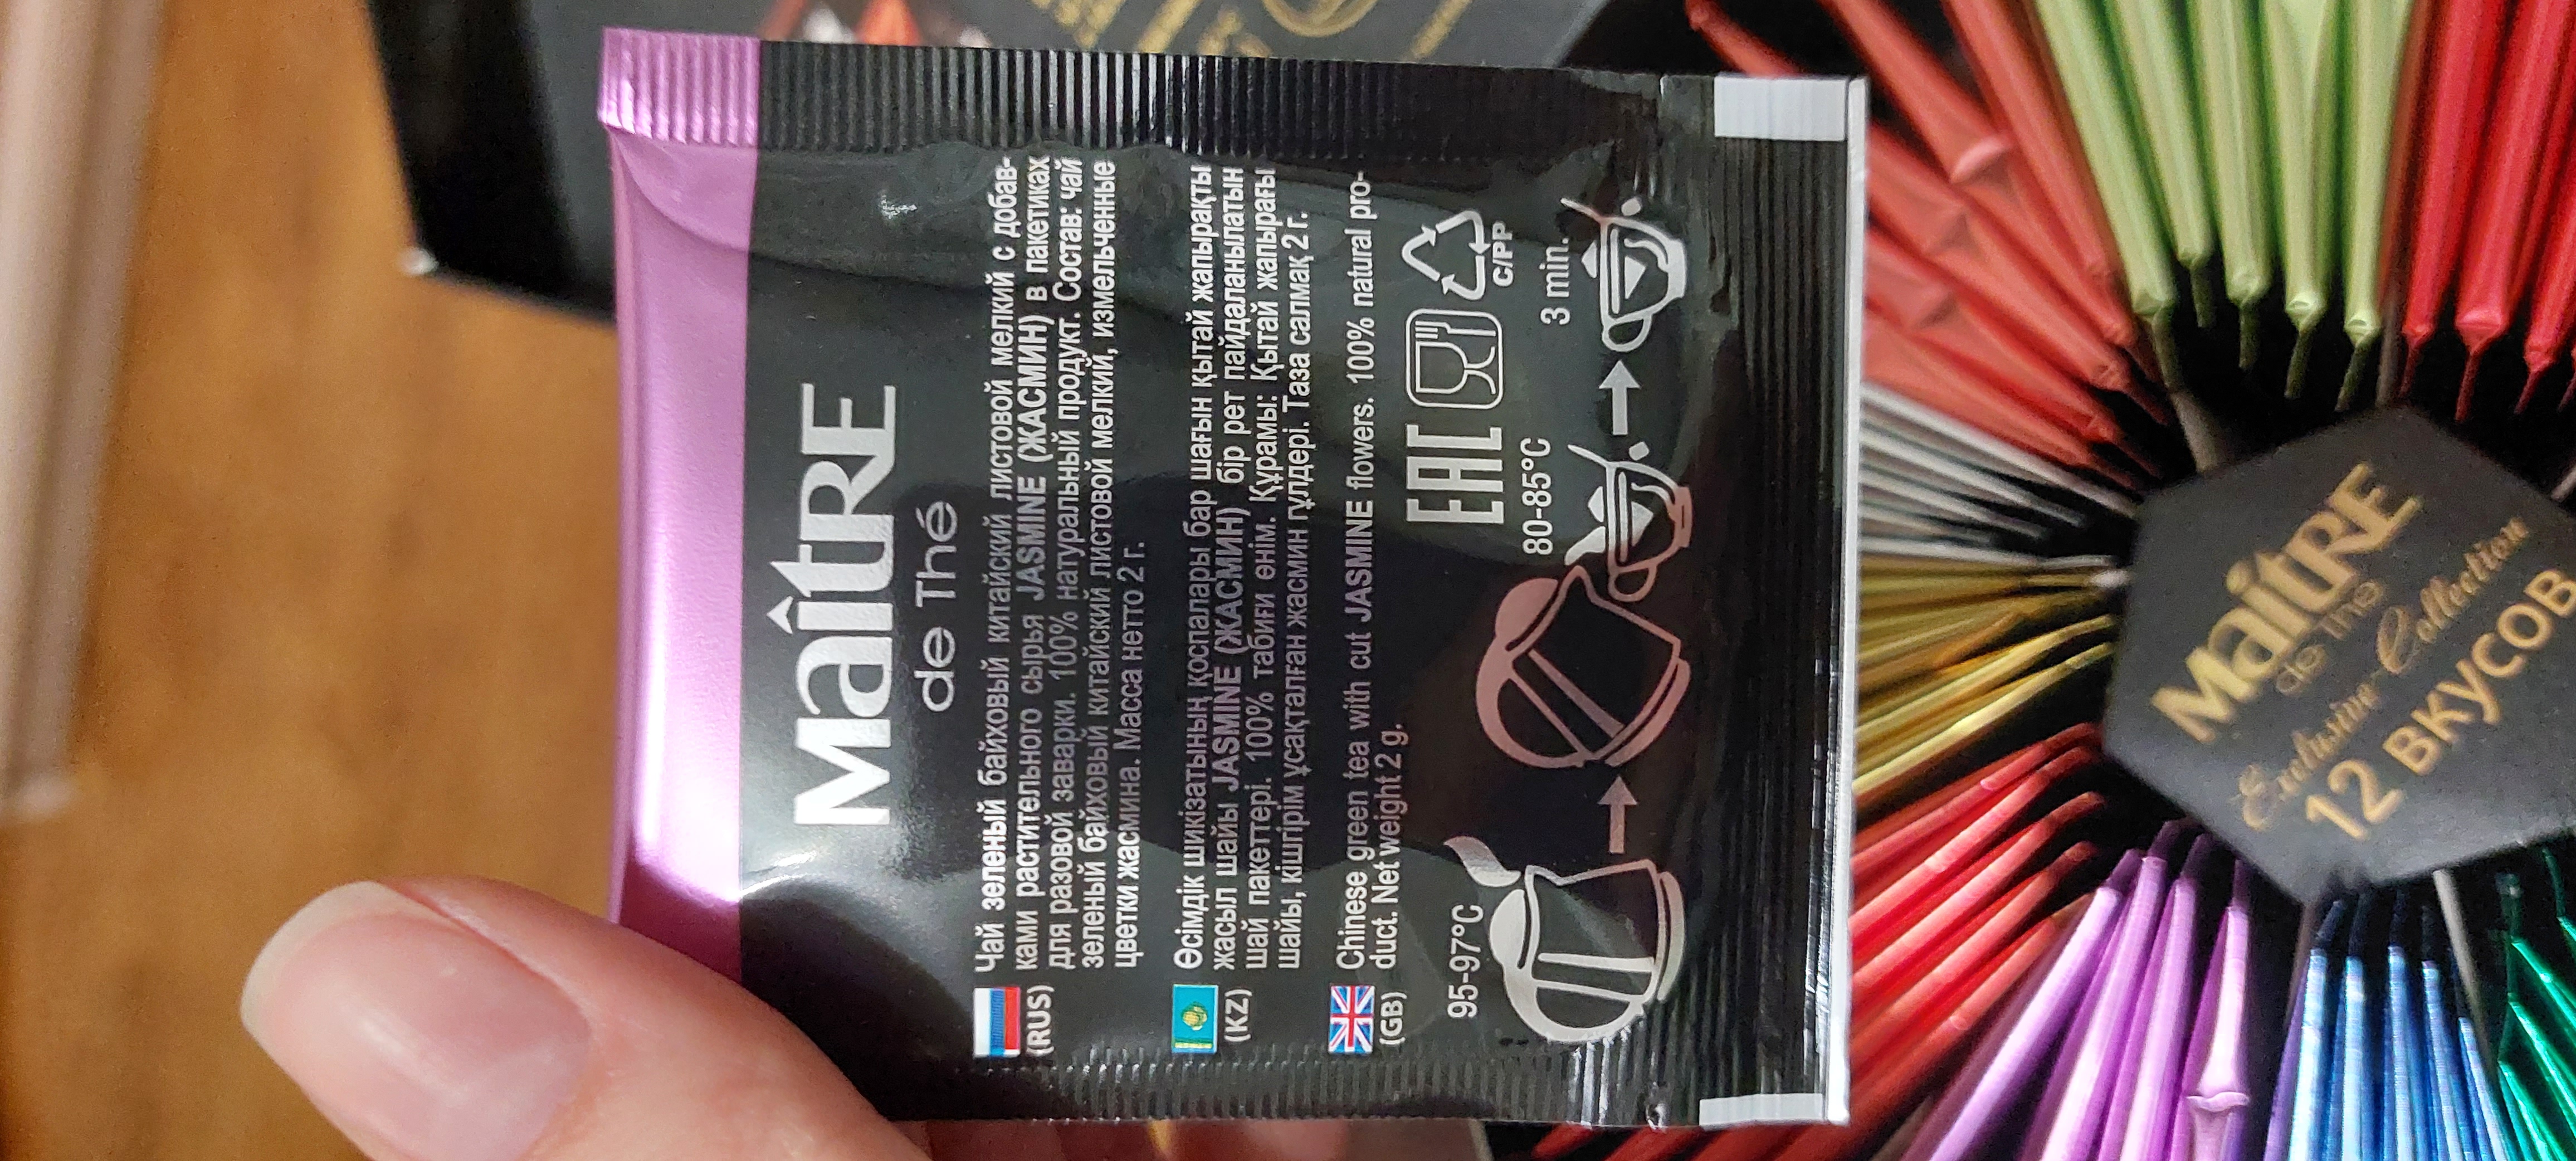 MaîtRE
de Thé
(RUS)
Чай зеленый байховый китайский листовой мелкий с добав-
ками растительного сырья JASMINE (ЖАСМИН) в пакетиках
для разовой заварки. 100% натуральный продукт. Состав: чай
зеленый байховый китайский листовой мелкий, измельченные
цветки жасмина. Масса нетто 2 г.
(KZ)
Өсімдік шикізатының қоспалары бар шағын қытай жапырақты
жасыл шайы JASMINE (ЖАСМИН) бір рет пайдаланылатын
шай пакеттері. 100% табиғи өнім. Құрамы: Қытай жапырағы
шайы, кішірім ұсақталған жасмин гүлдері. Таза салмақ 2 г.
(GB)
Chinese green tea with cut JASMINE flowers. 100% natural pro-
duct. Net weight 2 g.
EAC
C/PP
95-97°C
80-85°C
3 min.
MaîtRE
de Thé
Exclusive Collection
12 ВКУСОВ